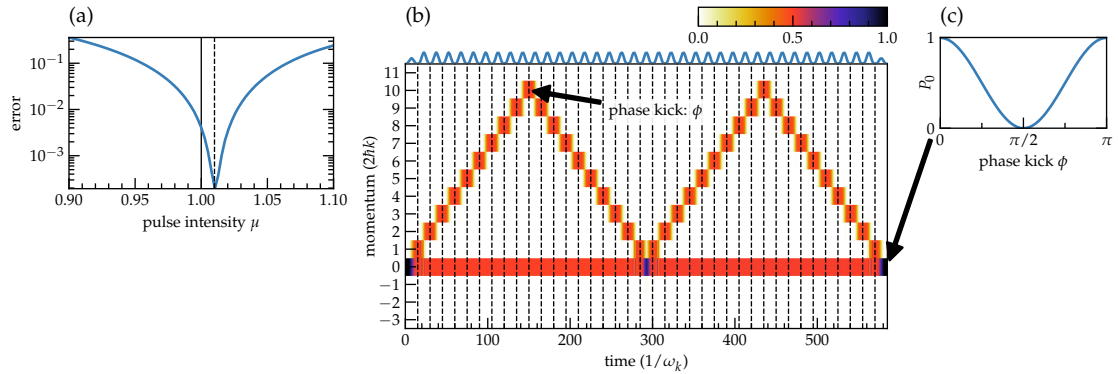 (a)
error
10⁻¹
10⁻²
10⁻³
0.90 0.95 1.00 1.05 1.10
pulse intensity μ
(b)
0.0 0.5 1.0
momentum (2ħk)
11
10
9
8
7
6
5
4
3
2
1
0
−1
−2
−3
phase kick: ϕ
0 100 200 300 400 500
time (1/ωₖ)
(c)
P₀
1
0
0 π/2 π
phase kick ϕ